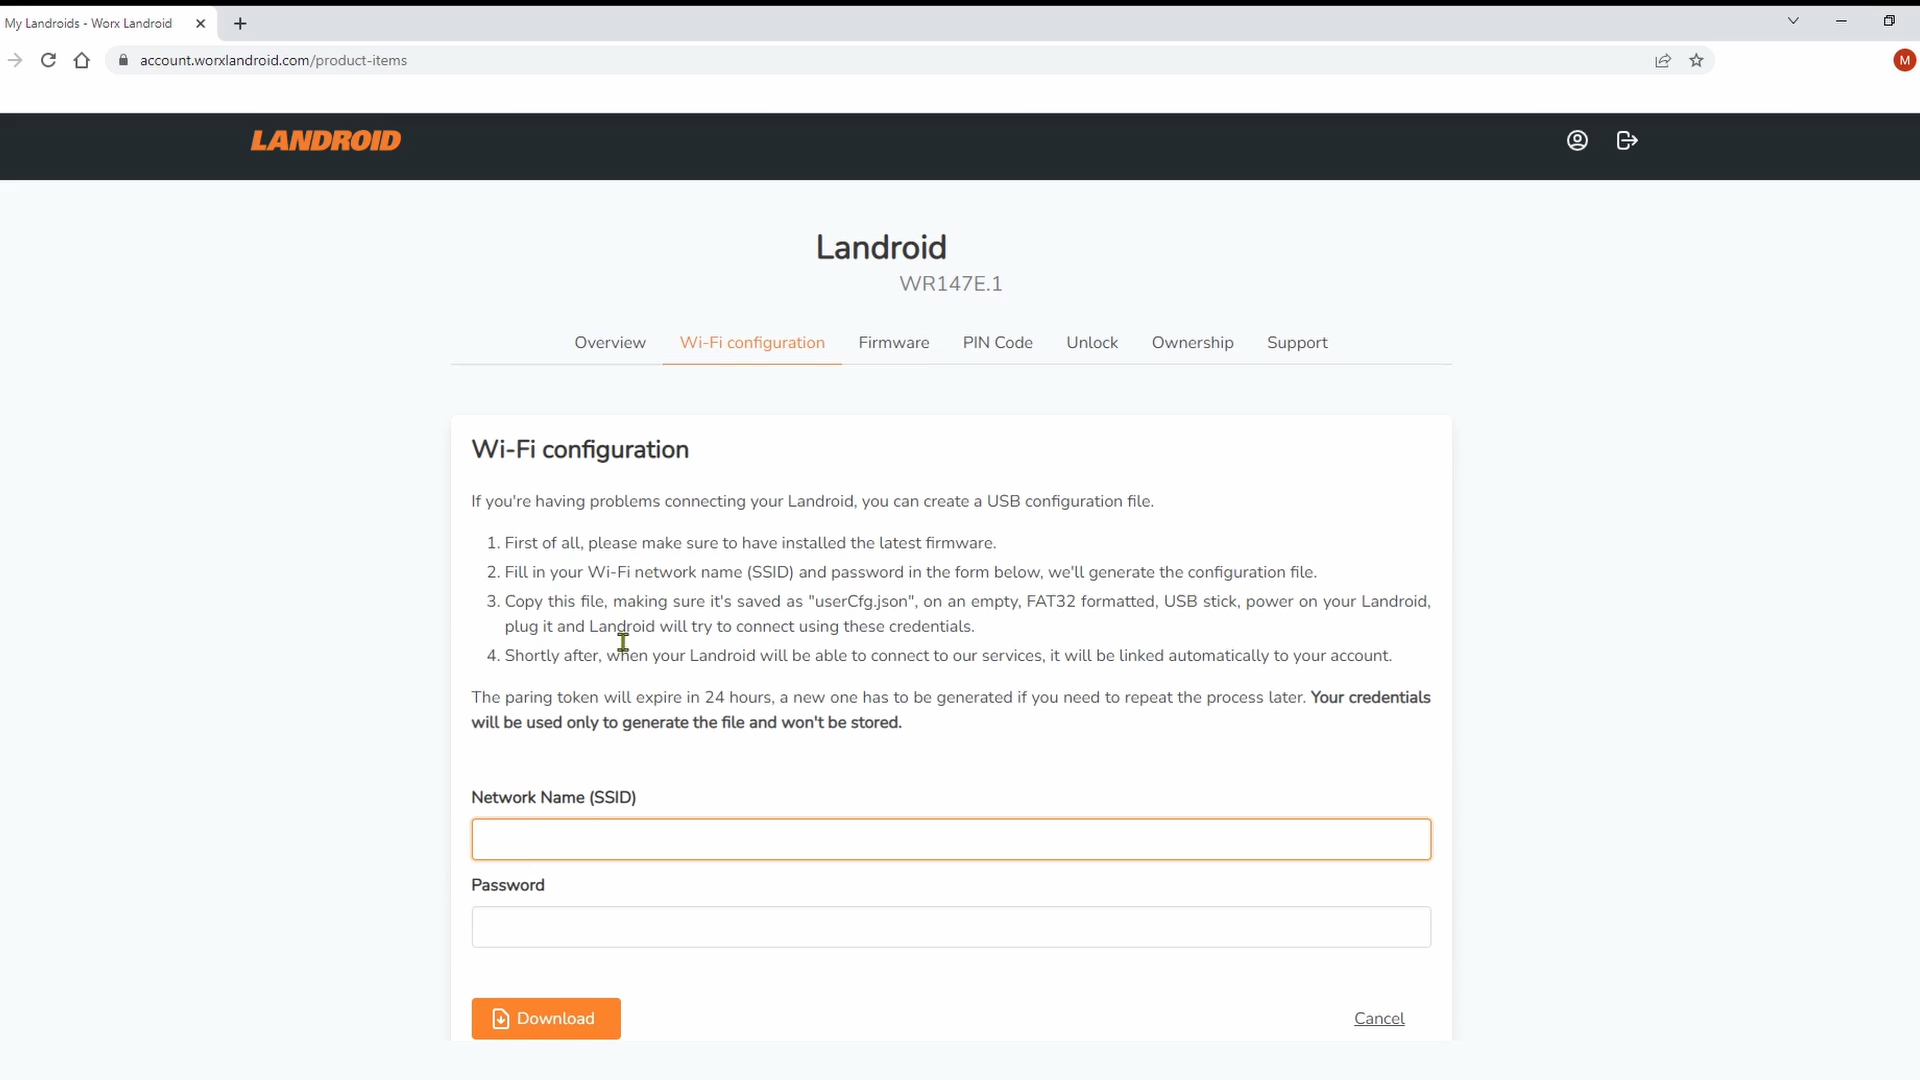 My Landroids - Worx Landroid
account.worxlandroid.com/product-items
M
LANDROID
Landroid
WR147E.1
Overview Wi-Fi configuration Firmware PIN Code Unlock Ownership Support
Wi-Fi configuration
If you're having problems connecting your Landroid, you can create a USB configuration file.
1. First of all, please make sure to have installed the latest firmware.
2. Fill in your Wi-Fi network name (SSID) and password in the form below, we'll generate the configuration file.
3. Copy this file, making sure it's saved as "userCfg.json", on an empty, FAT32 formatted, USB stick, power on your Landroid,
plug it and Landroid will try to connect using these credentials.
4. Shortly after, when your Landroid will be able to connect to our services, it will be linked automatically to your account.
The paring token will expire in 24 hours, a new one has to be generated if you need to repeat the process later. Your credentials
will be used only to generate the file and won't be stored.
Network Name (SSID)
Password
Download
Cancel